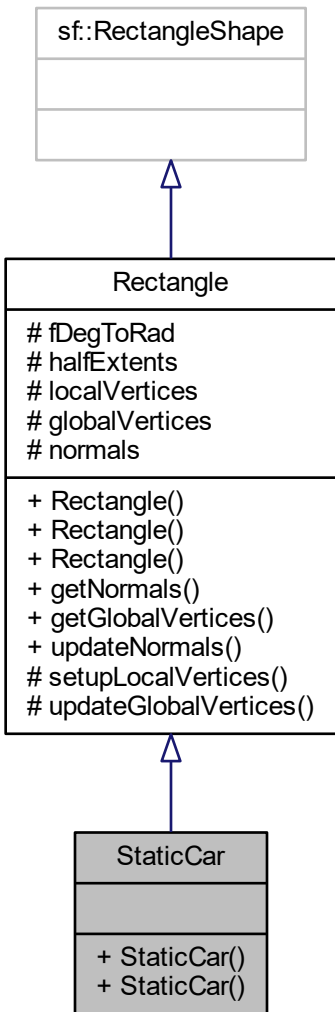 sf::RectangleShape
Rectangle
# fDegToRad
# halfExtents
# localVertices
# globalVertices
# normals
+ Rectangle()
+ Rectangle()
+ Rectangle()
+ getNormals()
+ getGlobalVertices()
+ updateNormals()
# setupLocalVertices()
# updateGlobalVertices()
StaticCar
+ StaticCar()
+ StaticCar()